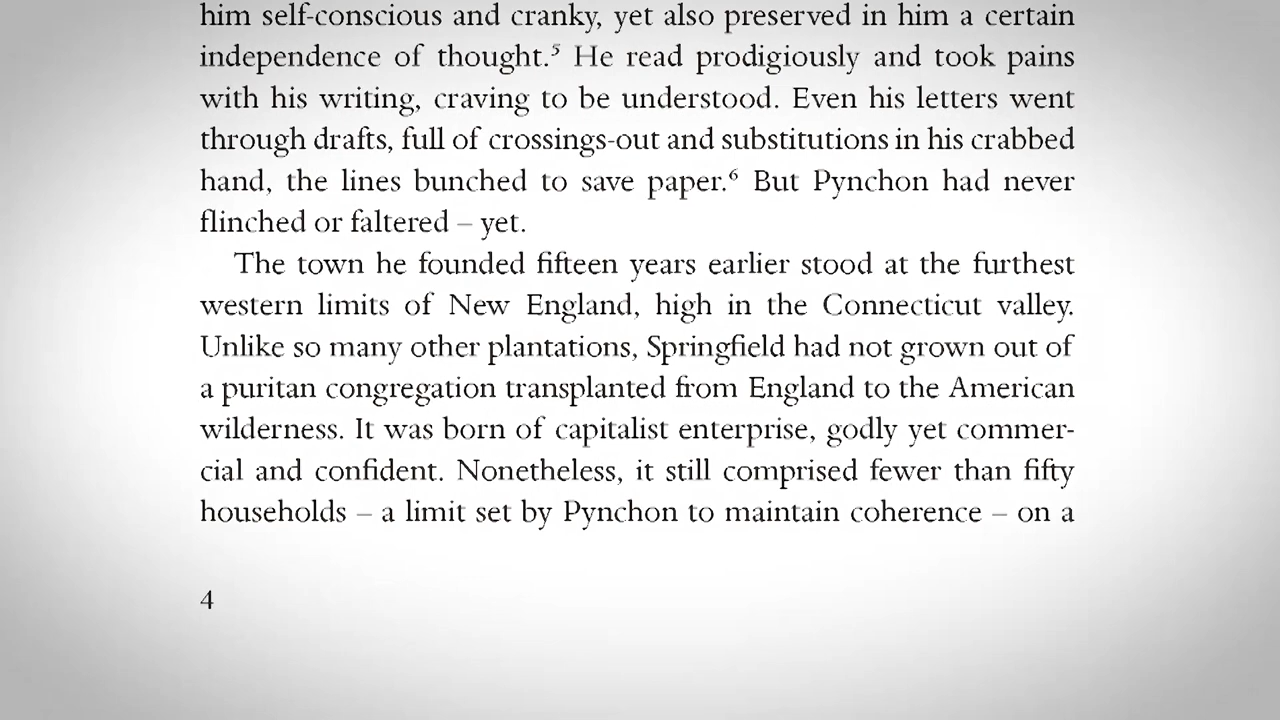 him self-conscious and cranky, yet also preserved in him a certain
independence of thought.⁵ He read prodigiously and took pains
with his writing, craving to be understood. Even his letters went
through drafts, full of crossings-out and substitutions in his crabbed
hand, the lines bunched to save paper.⁶ But Pynchon had never
flinched or faltered – yet.
The town he founded fifteen years earlier stood at the furthest
western limits of New England, high in the Connecticut valley.
Unlike so many other plantations, Springfield had not grown out of
a puritan congregation transplanted from England to the American
wilderness. It was born of capitalist enterprise, godly yet commer-
cial and confident. Nonetheless, it still comprised fewer than fifty
households – a limit set by Pynchon to maintain coherence – on a
4